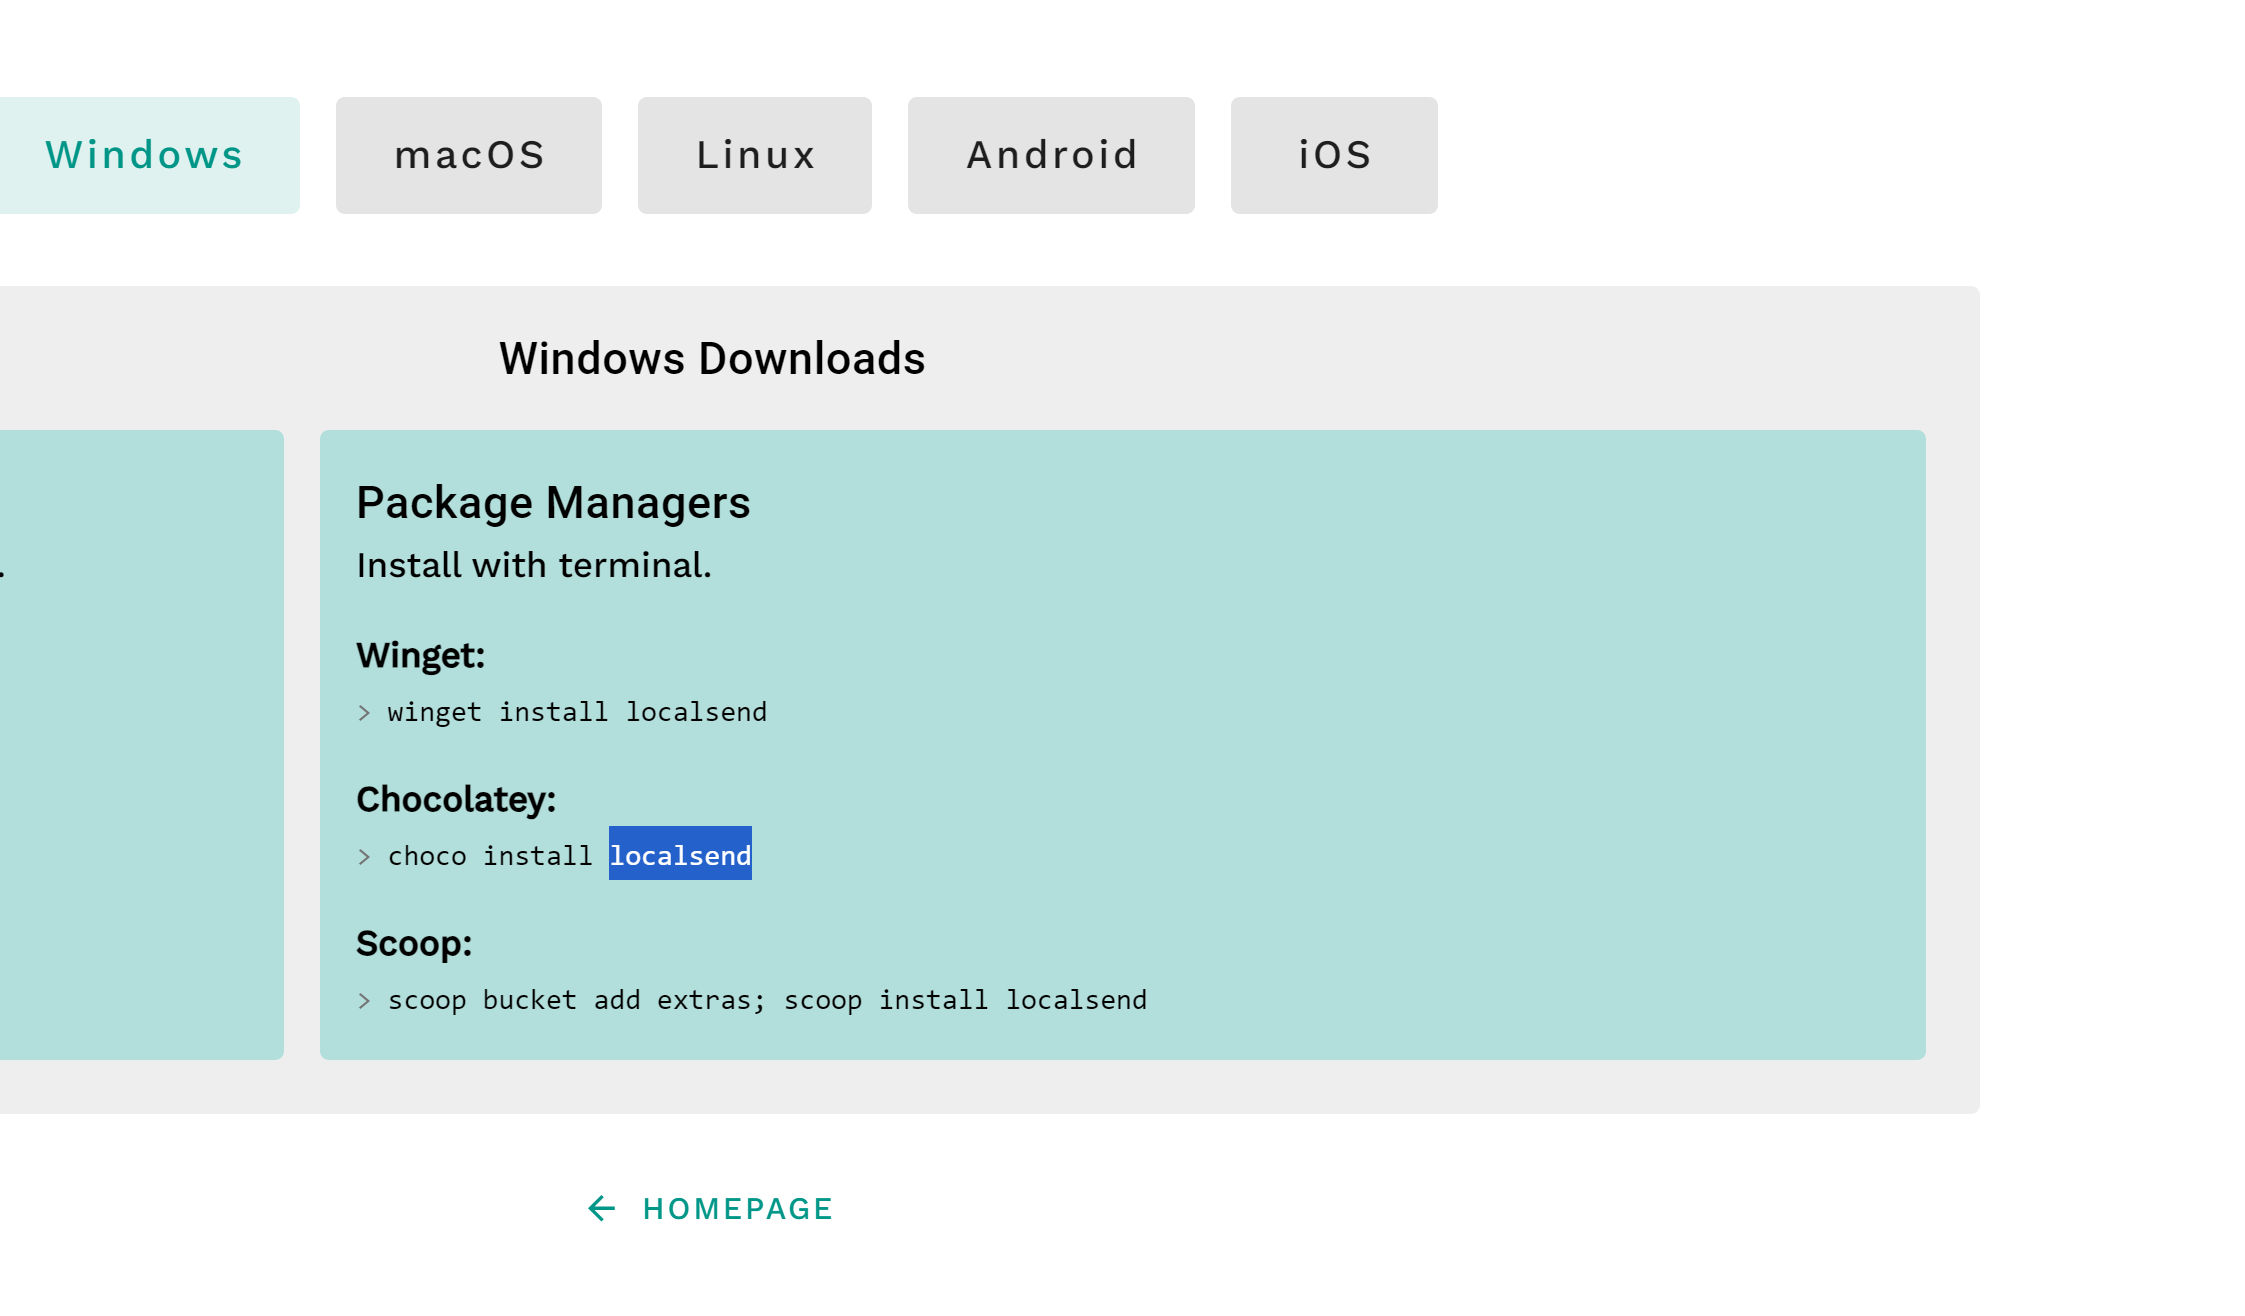 Windows
macOS
Linux
Android
iOS
Windows Downloads
.
Package Managers
Install with terminal.
Winget:
> winget install localsend
Chocolatey:
> choco install localsend
Scoop:
> scoop bucket add extras; scoop install localsend
← HOMEPAGE